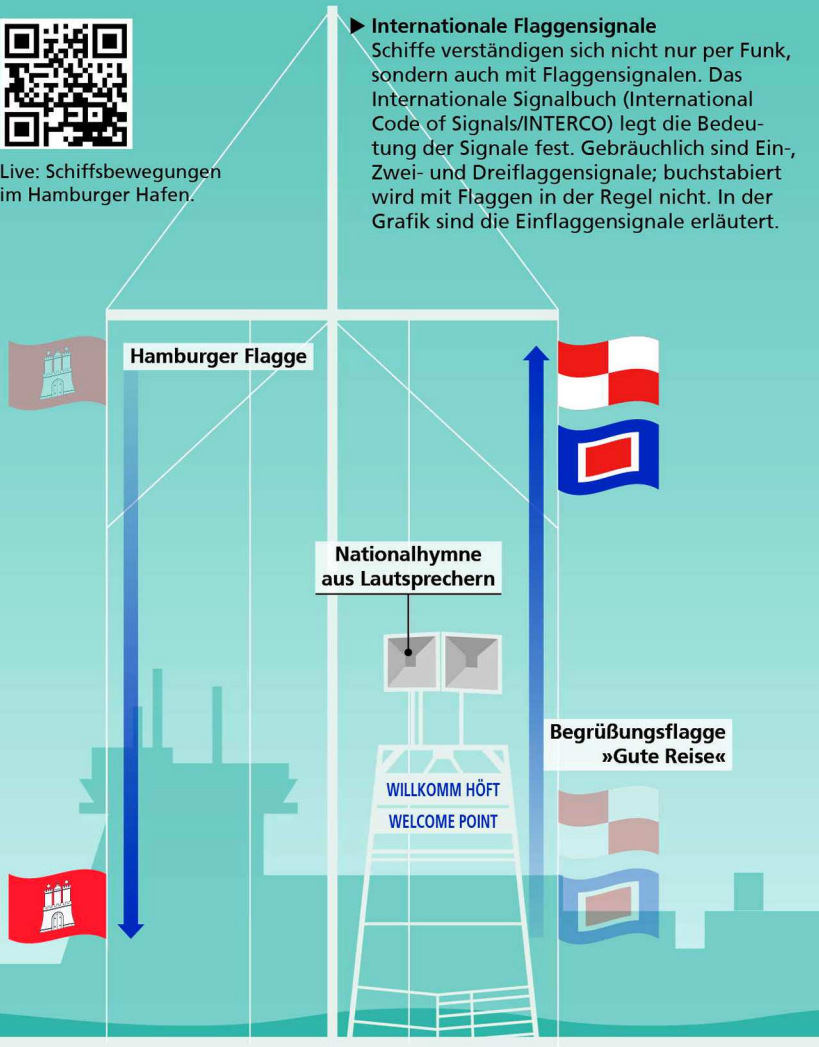 Live: Schiffsbewegungen
im Hamburger Hafen.
▶ Internationale Flaggensignale
Schiffe verständigen sich nicht nur per Funk,
sondern auch mit Flaggensignalen. Das
Internationale Signalbuch (International
Code of Signals/INTERCO) legt die Bedeu-
tung der Signale fest. Gebräuchlich sind Ein-,
Zwei- und Dreiflaggensignale; buchstabiert
wird mit Flaggen in der Regel nicht. In der
Grafik sind die Einflaggensignale erläutert.
Hamburger Flagge
Nationalhymne
aus Lautsprechern
Begrüßungsflagge
»Gute Reise«
WILLKOMM HÖFT
WELCOME POINT